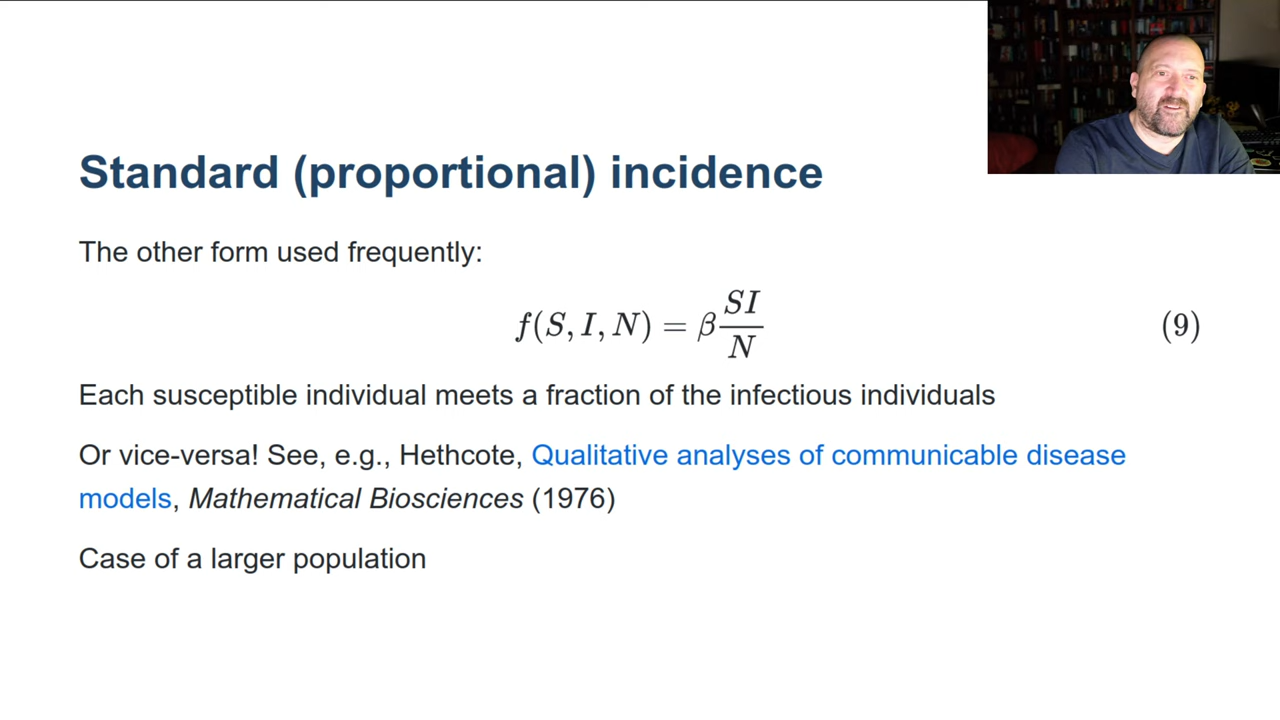 Standard (proportional) incidence
The other form used frequently:
f(S, I, N) = β SI/N (9)
Each susceptible individual meets a fraction of the infectious individuals
Or vice-versa! See, e.g., Hethcote, Qualitative analyses of communicable disease
models, Mathematical Biosciences (1976)
Case of a larger population